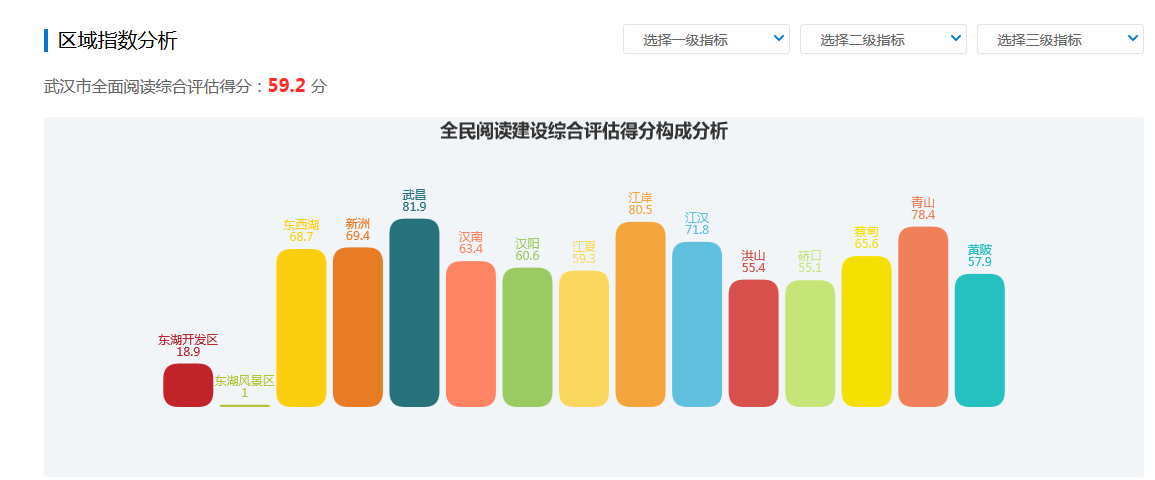 区域指数分析
选择一级指标
选择二级指标
选择三级指标
武汉市全面阅读综合评估得分：59.2 分
全民阅读建设综合评估得分构成分析
东湖开发区
18.9
东湖风景区
1
东西湖
68.7
新洲
69.4
武昌
81.9
汉南
63.4
汉阳
60.6
江夏
59.3
江岸
80.5
江汉
71.8
洪山
55.4
硚口
55.1
蔡甸
65.6
青山
78.4
黄陂
57.9